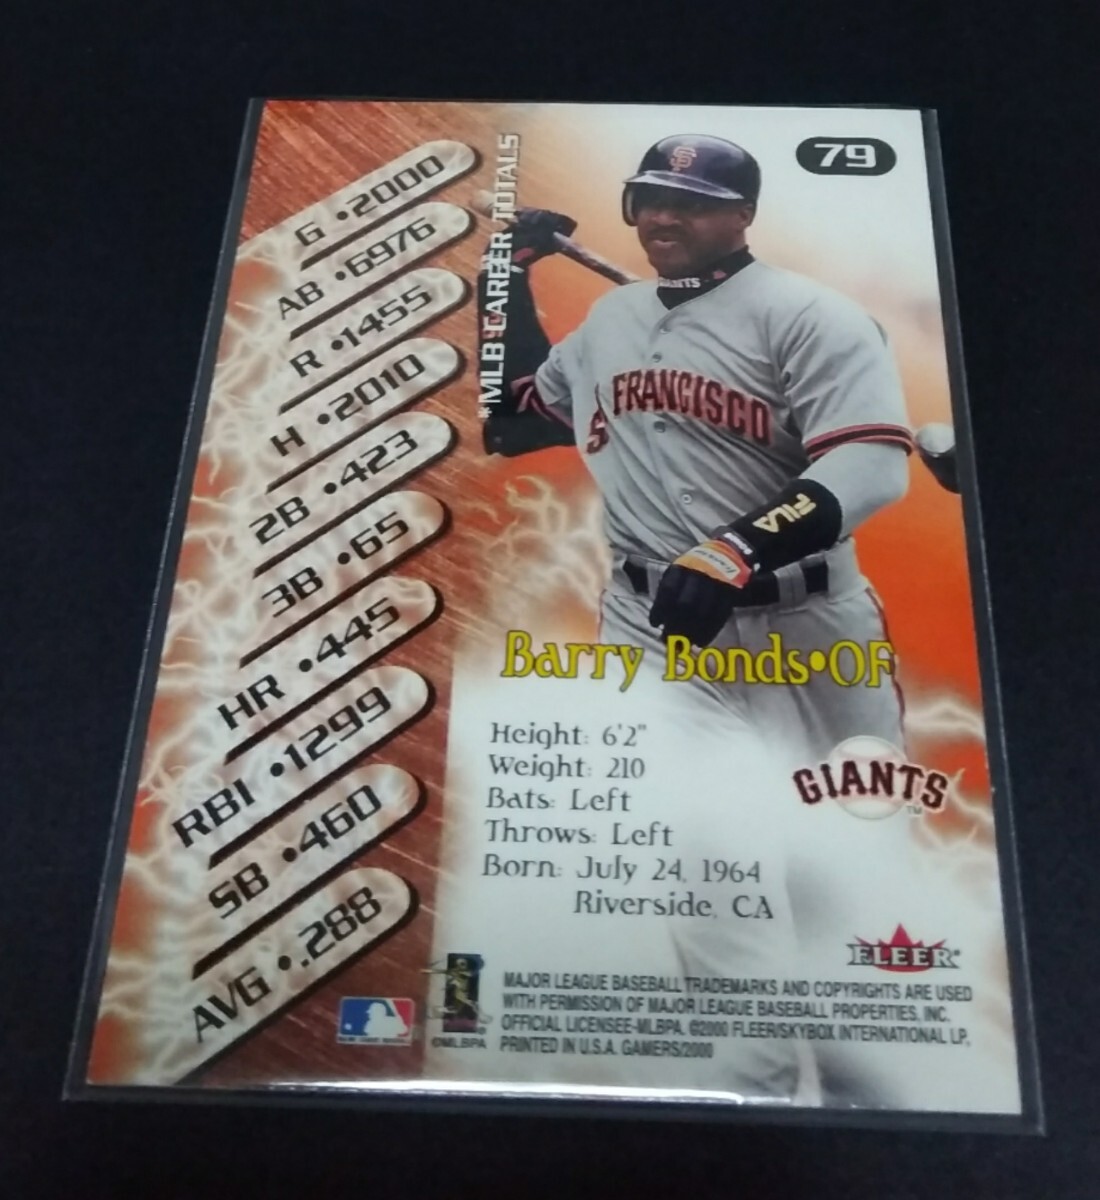 79
*MLB CAREER TOTALS
G •2000
AB •6976
R •1455
H •2010
2B •423
3B •65
HR •445
RBI •1299
SB •460
AVG •.288
GIANTS
FRANCISCO
FILA
Barry Bonds•OF
Height: 6'2"
Weight: 210
Bats: Left
Throws: Left
Born: July 24, 1964
Riverside, CA
GIANTS
TM
FLEER®
MAJOR LEAGUE BASEBALL TRADEMARKS AND COPYRIGHTS ARE USED
WITH PERMISSION OF MAJOR LEAGUE BASEBALL PROPERTIES, INC.
OFFICIAL LICENSEE-MLBPA. ©2000 FLEER/SKYBOX INTERNATIONAL LP,
PRINTED IN U.S.A. GAMERS/2000
©MLBPA